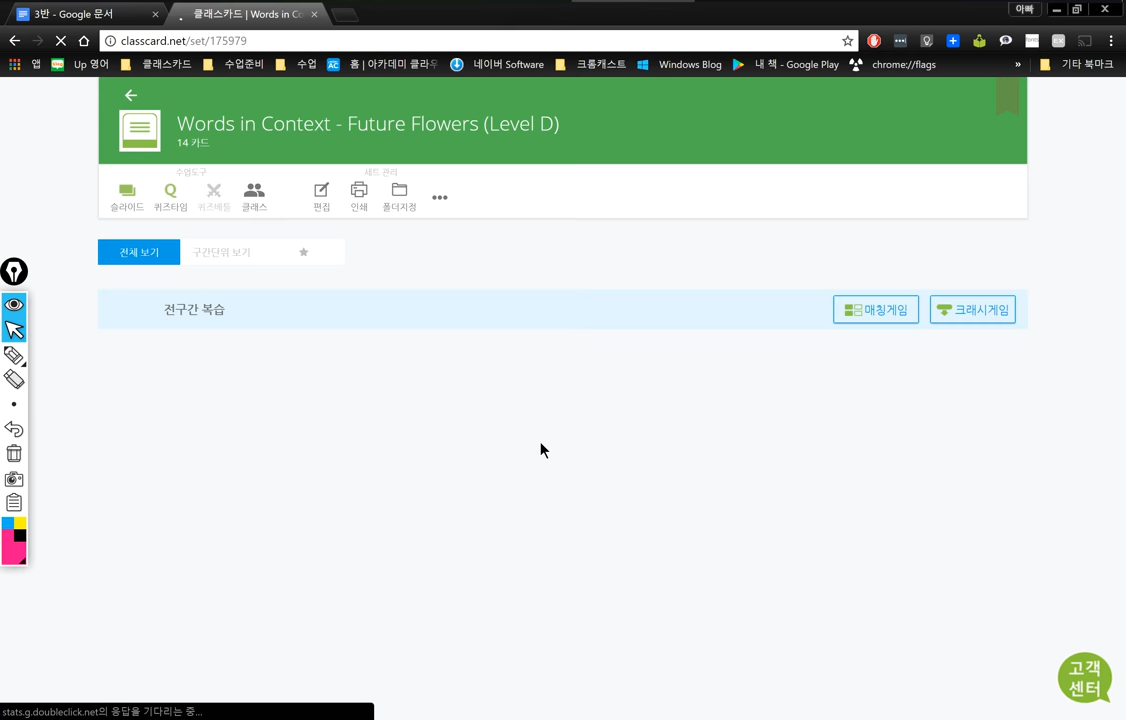 3반 - Google 문서
클래스카드 | Words in Co
아빠
classcard.net/set/175979
앱
Up 영어
클래스카드
수업준비
수업
홈 | 아카데미 클라우
네이버 Software
크롬캐스트
Windows Blog
내 책 - Google Play
chrome://flags
»
기타 북마크
Words in Context - Future Flowers (Level D)
14 카드
수업도구
세트 관리
슬라이드
퀴즈타임
퀴즈배틀
클래스
편집
인쇄
폴더지정
전체 보기
구간단위 보기
전구간 복습
매칭게임
크래시게임
고객
센터
stats.g.doubleclick.net의 응답을 기다리는 중...